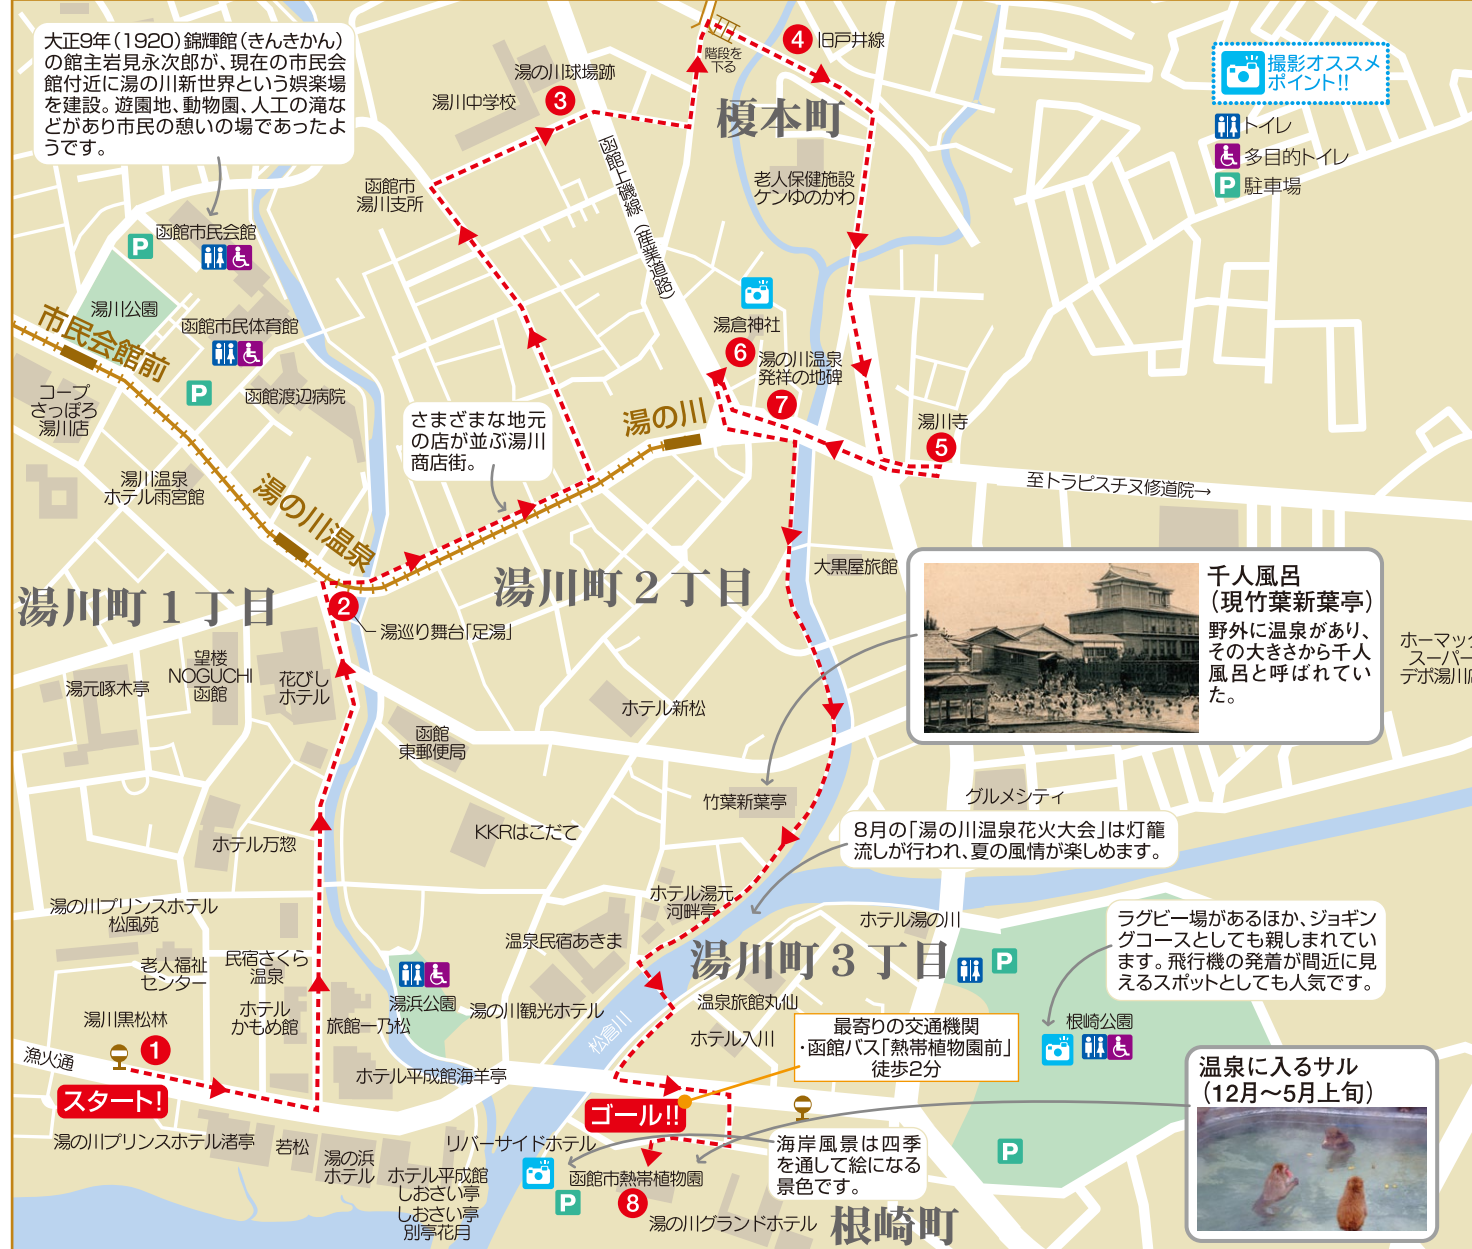 大正9年(1920)錦輝館(きんきかん)
の館主岩見永次郎が、現在の市民会
館付近に湯の川新世界という娯楽場
を建設。遊園地、動物園、人工の滝な
どがあり市民の憩いの場であったよ
うです。
湯の川球場跡
湯川中学校
3
階段を
下る
4
旧戸井線
撮影オススメ
ポイント!!
トイレ
多目的トイレ
P
駐車場
榎本町
函館市
湯川支所
函館上磯線(産業道路)
老人保健施設
ケンゆのかわ
P
函館市民会館
湯川公園
市民会館前
函館市民体育館
P
函館渡辺病院
コープ
さっぽろ
湯川店
湯倉神社
6
湯の川温泉
発祥の地碑
7
湯の川
さまざまな地元
の店が並ぶ湯川
商店街。
湯川寺
5
至トラピスチヌ修道院→
湯川温泉
ホテル雨宮館
湯の川温泉
湯川町1丁目
2
湯巡り舞台「足湯」
湯川町2丁目
大黒屋旅館
千人風呂
(現竹葉新葉亭)
野外に温泉があり、
その大きさから千人
風呂と呼ばれてい
た。
ホーマック
スーパー
デポ湯川店
望楼
NOGUCHI
函館
湯元啄木亭
花びし
ホテル
函館
東郵便局
ホテル新松
竹葉新葉亭
グルメシティ
8月の「湯の川温泉花火大会」は灯籠
流しが行われ、夏の風情が楽しめます。
KKRはこだて
ホテル万惣
湯の川プリンスホテル
松風苑
ホテル湯元
河畔亭
ホテル湯の川
温泉民宿あきま
湯川町3丁目
P
ラグビー場があるほか、ジョギン
グコースとしても親しまれてい
ます。飛行機の発着が間近に見
えるスポットとしても人気です。
老人福祉
センター
民宿さくら
温泉
ホテル
かもめ館
旅館一乃松
湯浜公園
湯の川観光ホテル
松倉川
温泉旅館丸仙
ホテル入川
最寄りの交通機関
・函館バス「熱帯植物園前」
徒歩2分
根崎公園
湯川黒松林
1
漁火通
スタート!
ホテル平成館海羊亭
ゴール!!
温泉に入るサル
(12月〜5月上旬)
湯の川プリンスホテル渚亭
若松
湯の浜
ホテル
ホテル平成館
しおさい亭
しおさい亭
別亭花月
リバーサイドホテル
P
函館市熱帯植物園
8
湯の川グランドホテル
海岸風景は四季
を通して絵になる
景色です。
P
根崎町